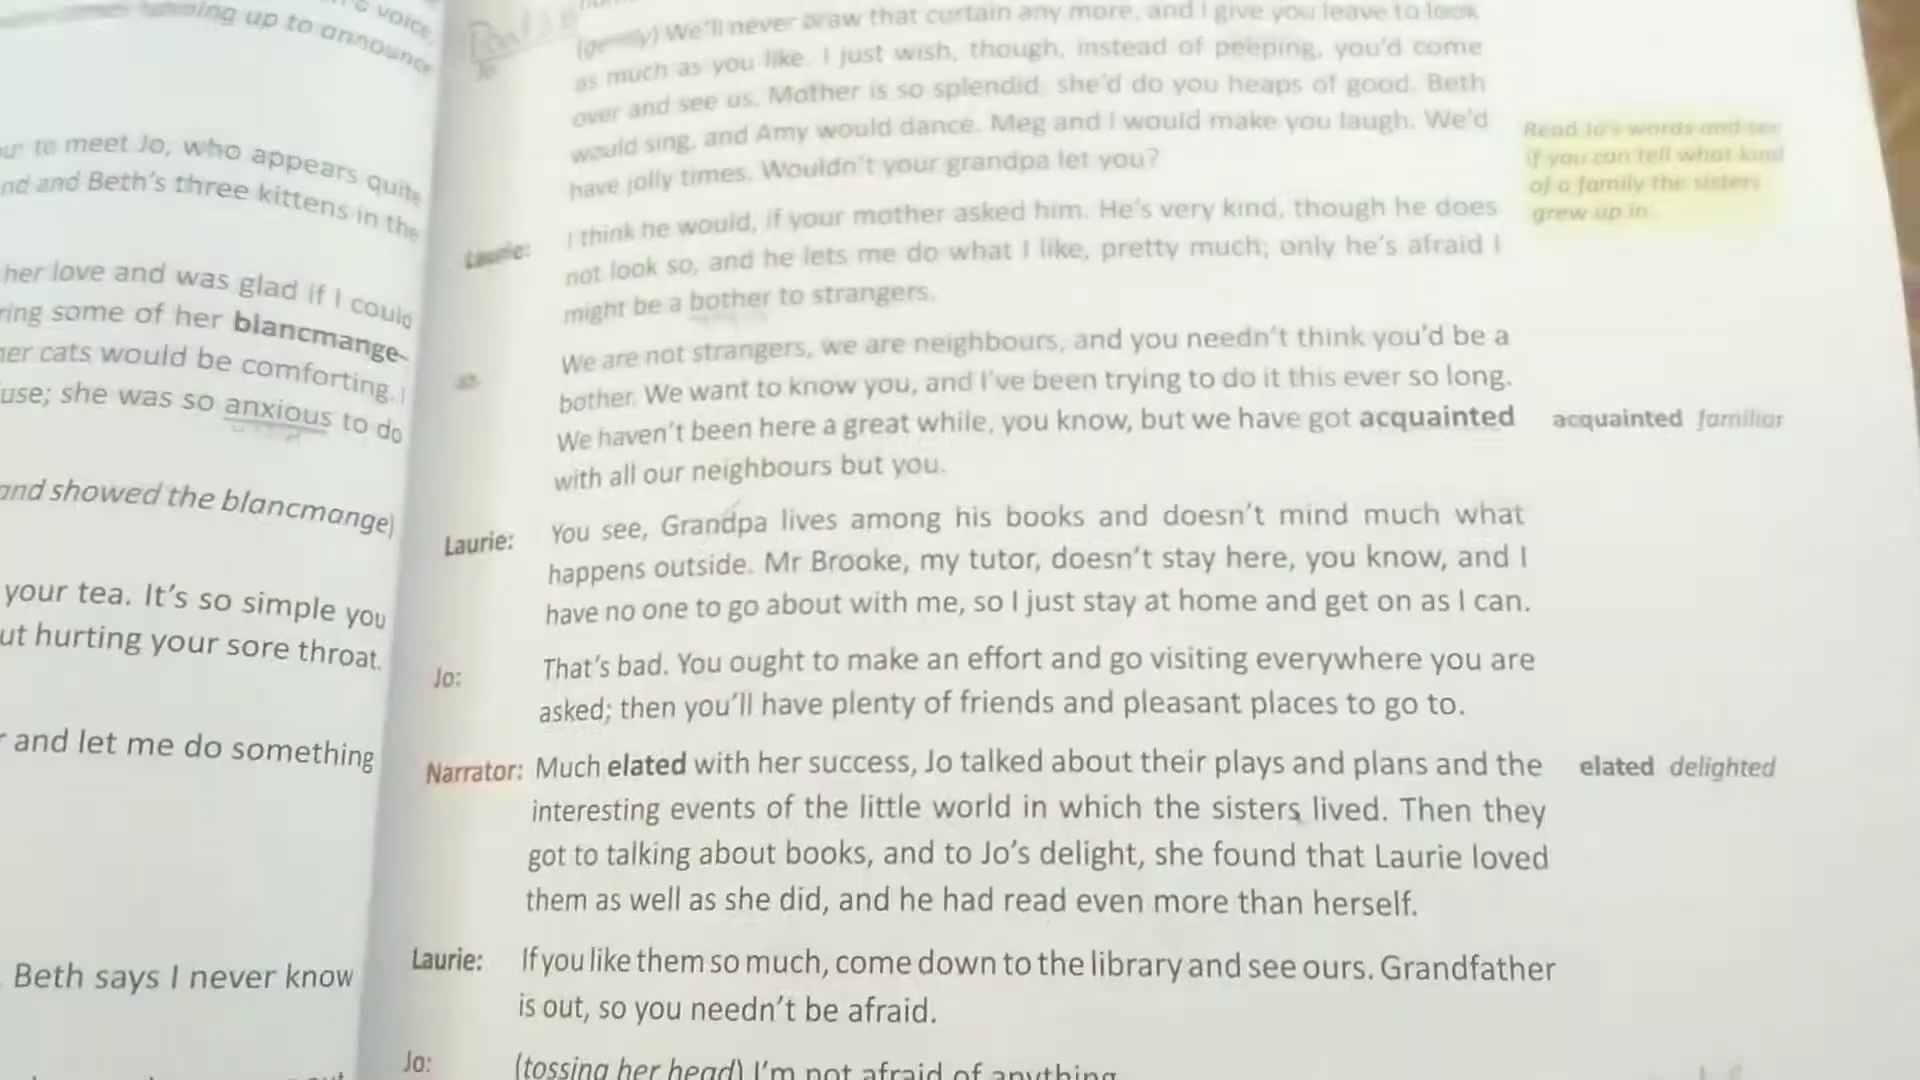 voice.
up to announce
to meet Jo, who appears quite
nd and Beth's three kittens in the
her love and was glad if I could
ring some of her blancmange-
her cats would be comforting. I
use; she was so anxious to do
and showed the blancmange)
your tea. It's so simple you
ut hurting your sore throat.
r and let me do something
Beth says I never know
Jo: (gently) We'll never draw that curtain any more, and I give you leave to look
as much as you like. I just wish, though, instead of peeping, you'd come
over and see us. Mother is so splendid, she'd do you heaps of good. Beth
would sing, and Amy would dance. Meg and I would make you laugh. We'd
have jolly times. Wouldn't your grandpa let you?
Read Jo's words and see
if you can tell what kind
of a family the sisters
grew up in.
Laurie: I think he would, if your mother asked him. He's very kind, though he does
not look so, and he lets me do what I like, pretty much; only he's afraid I
might be a bother to strangers.
Jo: We are not strangers, we are neighbours, and you needn't think you'd be a
bother. We want to know you, and I've been trying to do it this ever so long.
We haven't been here a great while, you know, but we have got acquainted
with all our neighbours but you.
acquainted familiar
Laurie: You see, Grandpa lives among his books and doesn't mind much what
happens outside. Mr Brooke, my tutor, doesn't stay here, you know, and I
have no one to go about with me, so I just stay at home and get on as I can.
Jo: That's bad. You ought to make an effort and go visiting everywhere you are
asked; then you'll have plenty of friends and pleasant places to go to.
Narrator: Much elated with her success, Jo talked about their plays and plans and the
interesting events of the little world in which the sisters lived. Then they
got to talking about books, and to Jo's delight, she found that Laurie loved
them as well as she did, and he had read even more than herself.
elated delighted
Laurie: If you like them so much, come down to the library and see ours. Grandfather
is out, so you needn't be afraid.
Jo: (tossing her head) I'm not afraid of anything